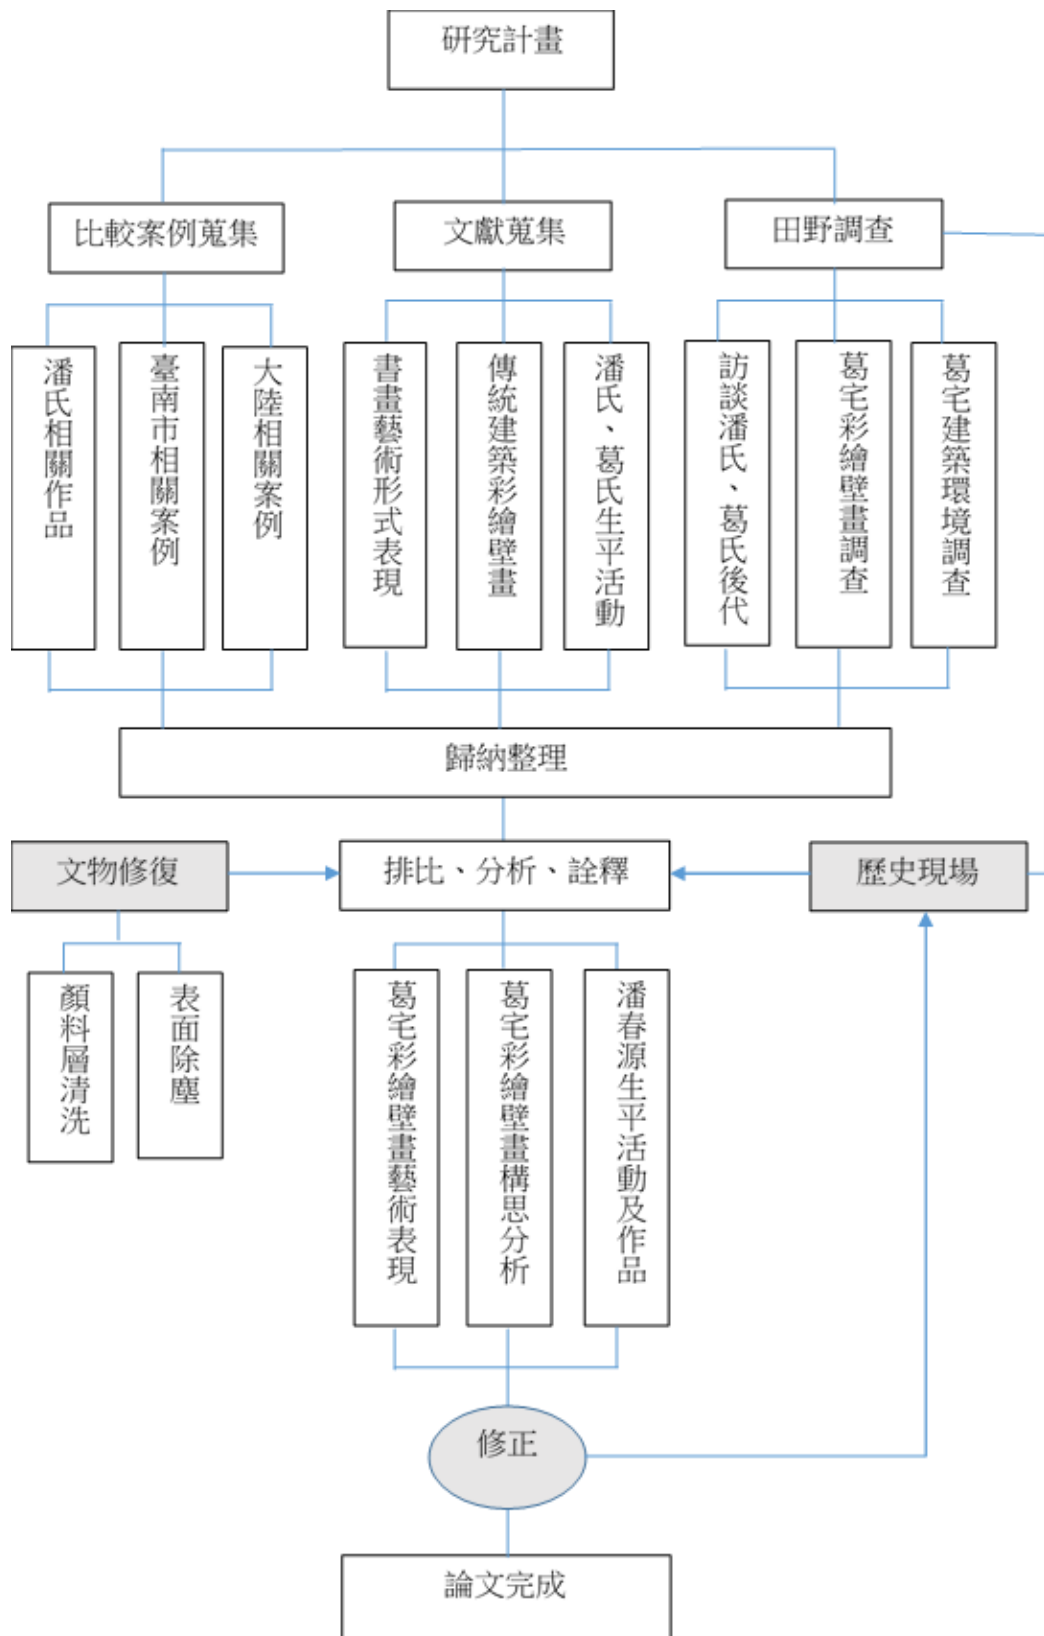 研究計畫
比較案例蒐集
文獻蒐集
田野調查
潘氏相關作品
臺南市相關案例
大陸相關案例
書畫藝術形式表現
傳統建築彩繪壁畫
潘氏、葛氏生平活動
訪談潘氏、葛氏後代
葛宅彩繪壁畫調查
葛宅建築環境調查
歸納整理
文物修復
排比、分析、詮釋
歷史現場
顏料層清洗
表面除塵
葛宅彩繪壁畫藝術表現
葛宅彩繪壁畫構思分析
潘春源生平活動及作品
修正
論文完成